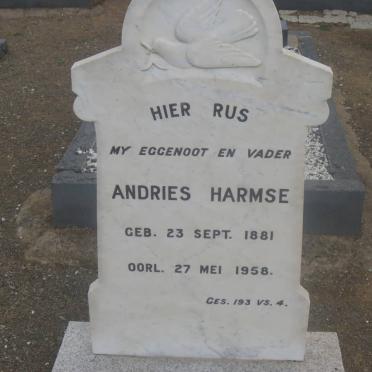 HIER RUS
MY EGGENOOT EN VADER
ANDRIES HARMSE
GEB. 23 SEPT. 1881
OORL. 27 MEI 1958.
GES. 193 VS. 4.